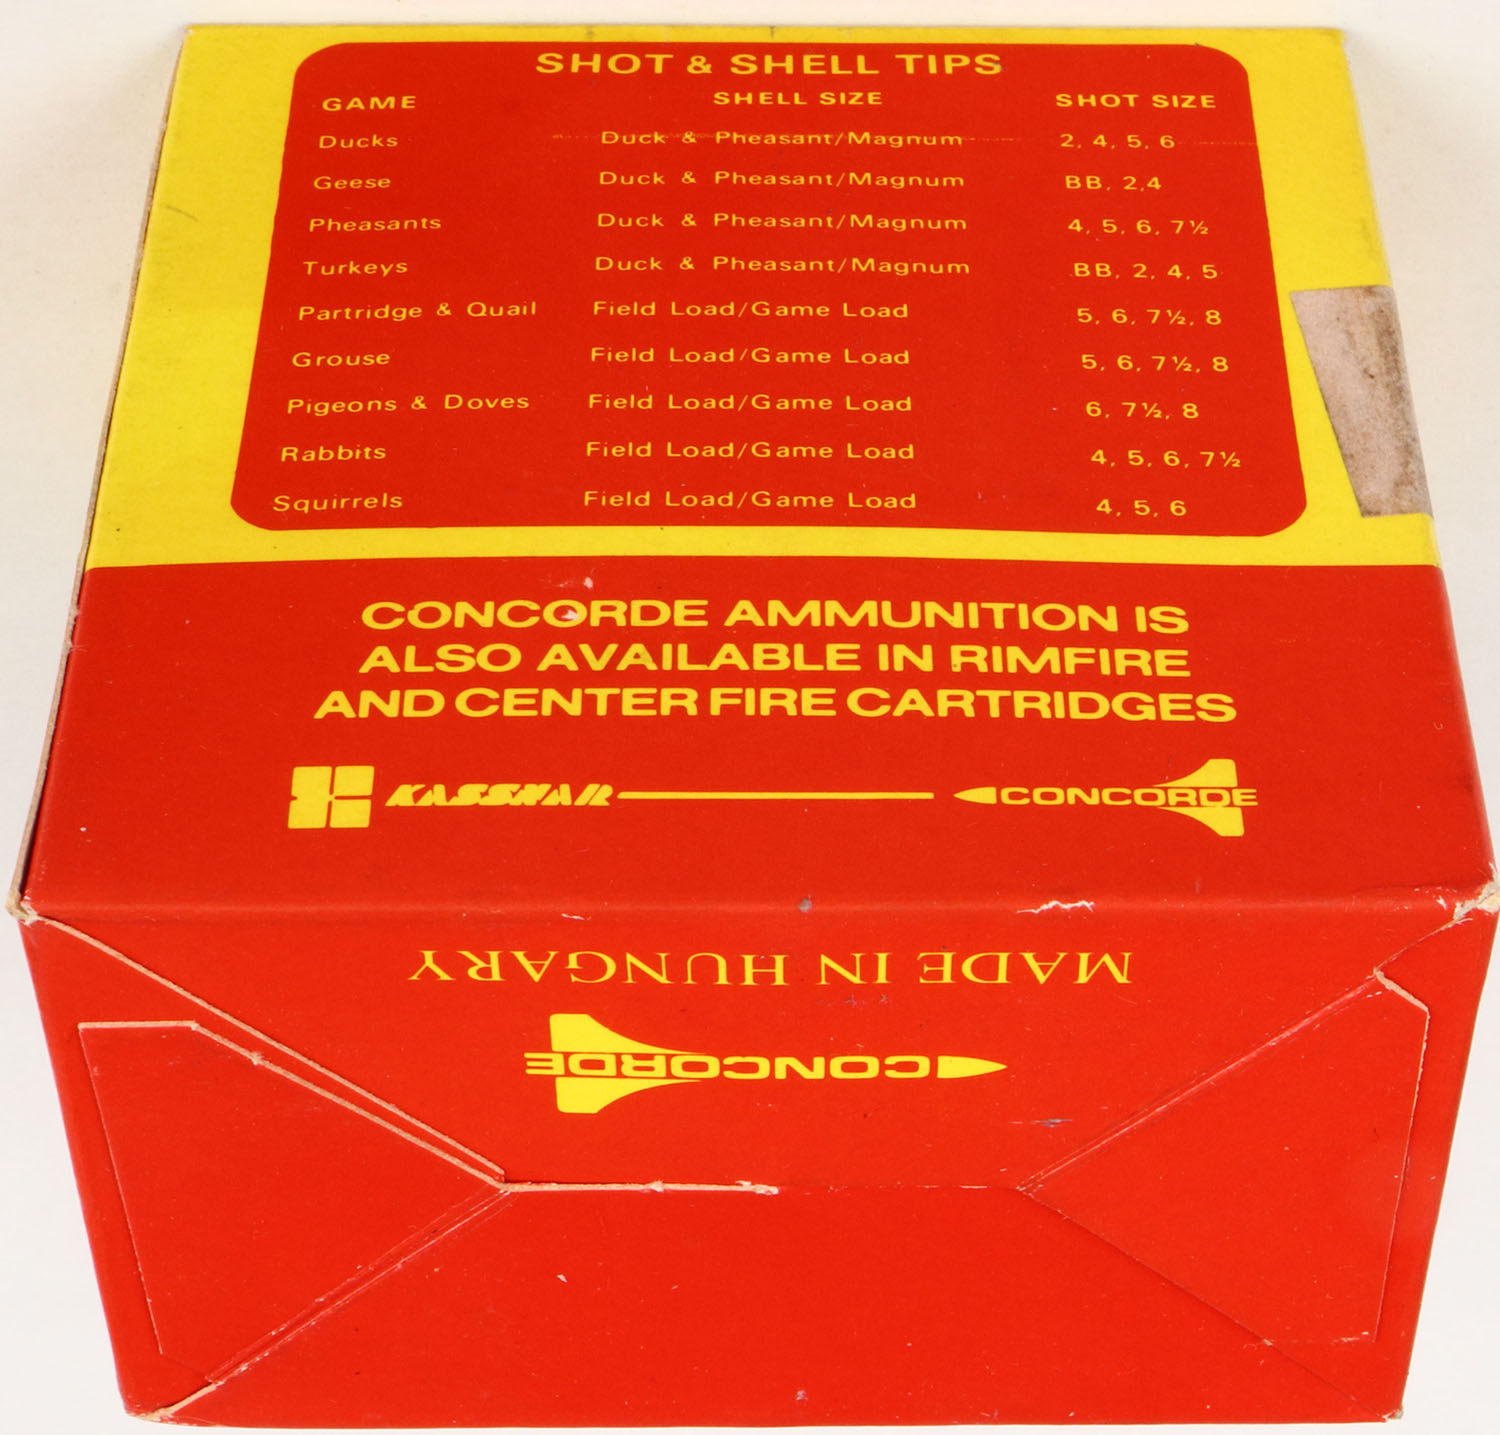 SHOT & SHELL TIPS
GAME SHELL SIZE SHOT SIZE
Ducks Duck & Pheasant/Magnum 2, 4, 5, 6
Geese Duck & Pheasant/Magnum BB, 2,4
Pheasants Duck & Pheasant/Magnum 4, 5, 6, 7½
Turkeys Duck & Pheasant/Magnum BB, 2, 4, 5
Partridge & Quail Field Load/Game Load 5, 6, 7½, 8
Grouse Field Load/Game Load 5, 6, 7½, 8
Pigeons & Doves Field Load/Game Load 6, 7½, 8
Rabbits Field Load/Game Load 4, 5, 6, 7½
Squirrels Field Load/Game Load 4, 5, 6
CONCORDE AMMUNITION IS
ALSO AVAILABLE IN RIMFIRE
AND CENTER FIRE CARTRIDGES
KASSNAR CONCORDE
MADE IN HUNGARY
CONCORDE